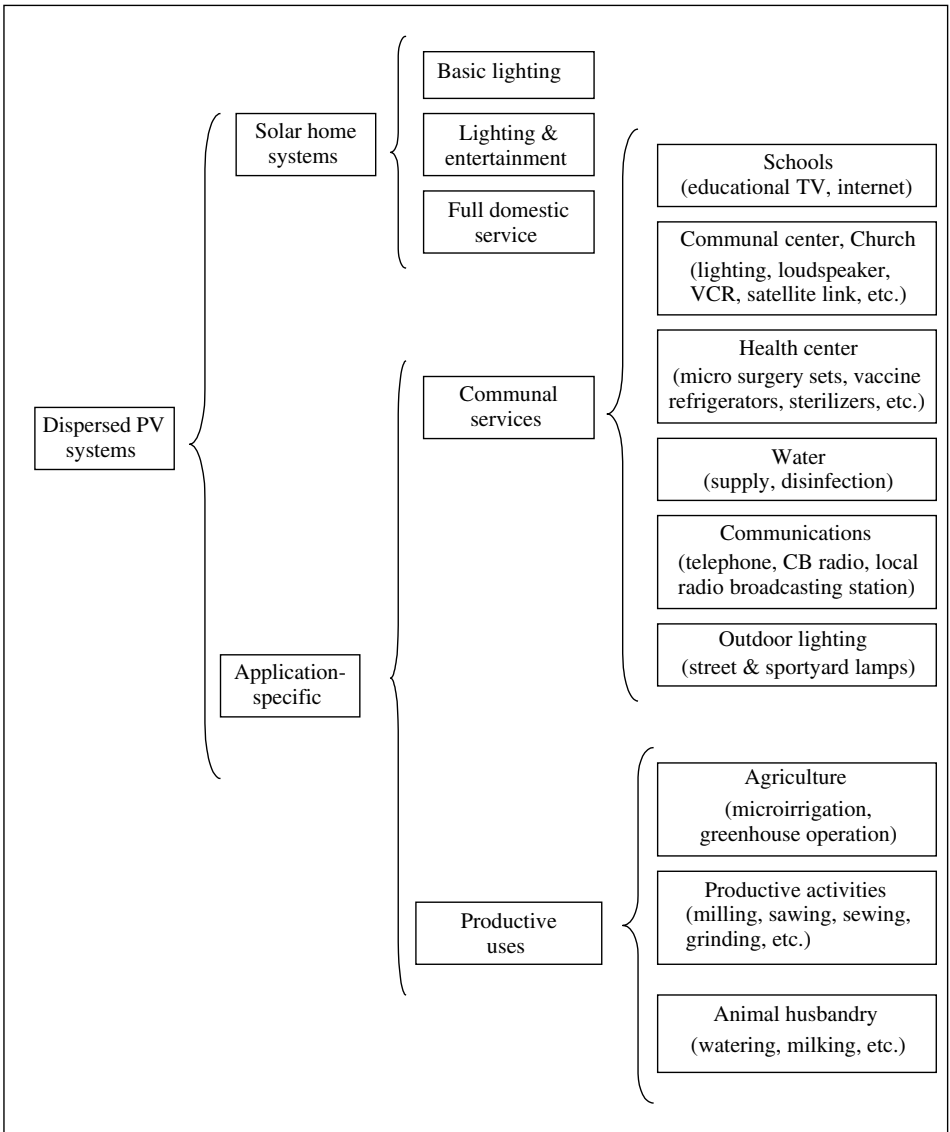 Dispersed PV
systems
Solar home
systems
Basic lighting
Lighting &
entertainment
Full domestic
service
Application-
specific
Communal
services
Schools
(educational TV, internet)
Communal center, Church
(lighting, loudspeaker,
VCR, satellite link, etc.)
Health center
(micro surgery sets, vaccine
refrigerators, sterilizers, etc.)
Water
(supply, disinfection)
Communications
(telephone, CB radio, local
radio broadcasting station)
Outdoor lighting
(street & sportyard lamps)
Productive
uses
Agriculture
(microirrigation,
greenhouse operation)
Productive activities
(milling, sawing, sewing,
grinding, etc.)
Animal husbandry
(watering, milking, etc.)